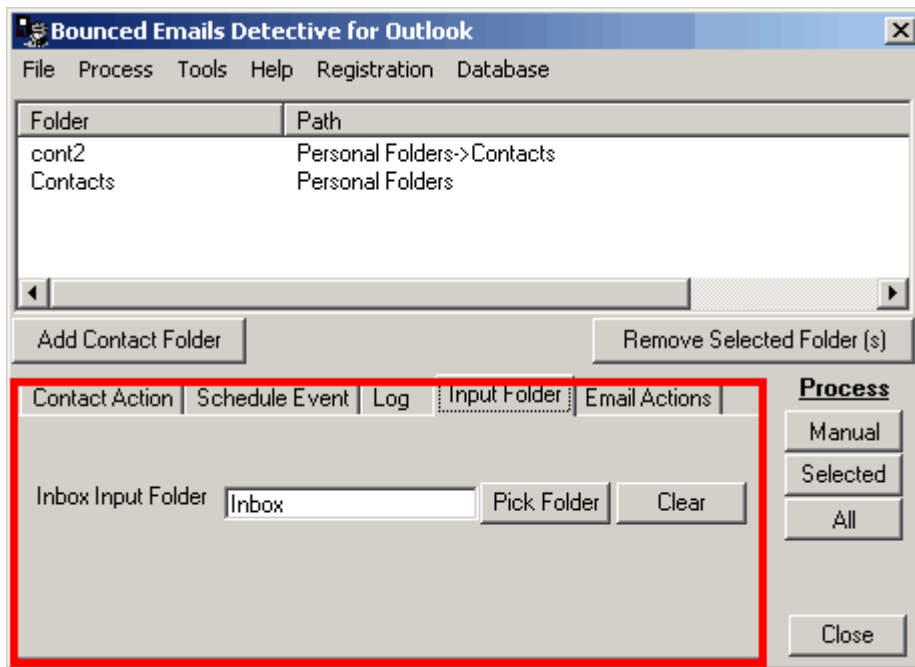 Bounced Emails Detective for Outlook
File Process Tools Help Registration Database
Folder Path
cont2 Personal Folders->Contacts
Contacts Personal Folders
Add Contact Folder Remove Selected Folder (s)
Contact Action Schedule Event Log Input Folder Email Actions
Process
Manual
Selected
All
Inbox Input Folder Inbox Pick Folder Clear
Close